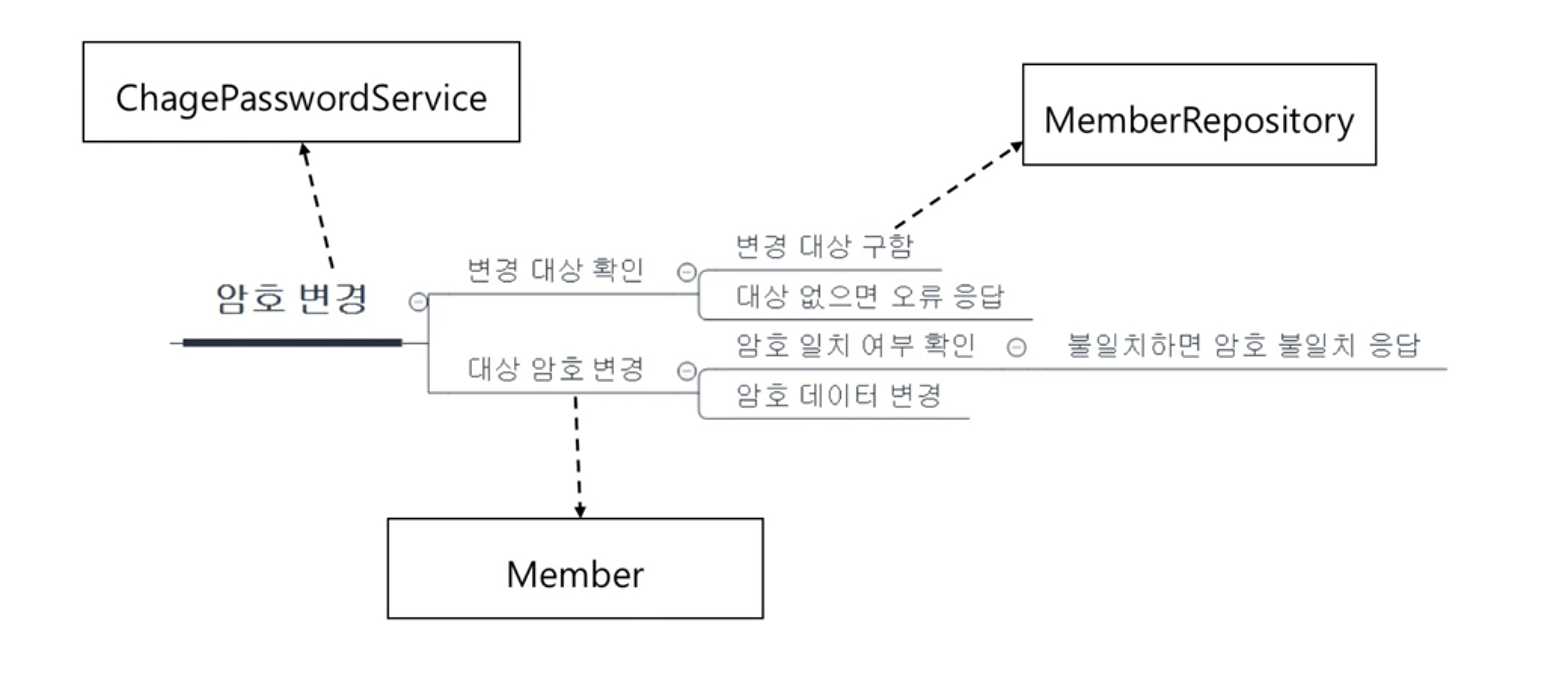 ChagePasswordService
MemberRepository
변경 대상 구함
변경 대상 확인
암호 변경
대상 없으면 오류 응답
암호 일치 여부 확인
불일치하면 암호 불일치 응답
대상 암호 변경
암호 데이터 변경
Member